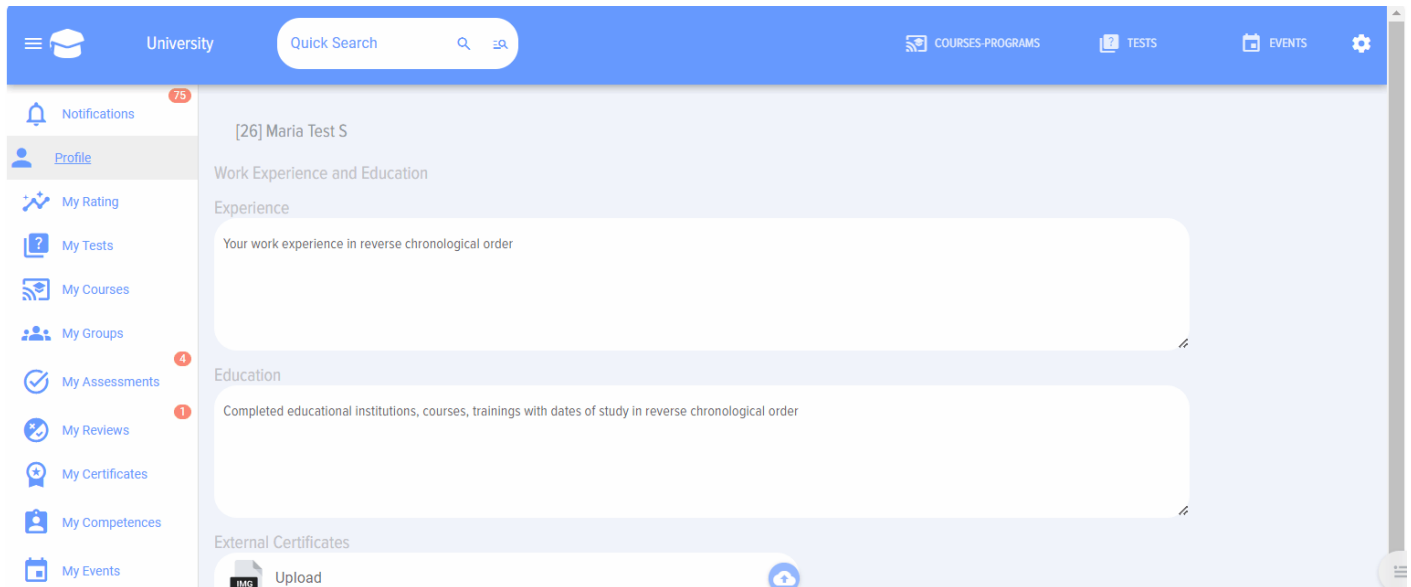 University
Quick Search
COURSES-PROGRAMS
? TESTS
EVENTS
75
Notifications
Profile
My Rating
? My Tests
My Courses
My Groups
4
My Assessments
1
My Reviews
My Certificates
My Competences
My Events
[26] Maria Test S
Work Experience and Education
Experience
Your work experience in reverse chronological order
Education
Completed educational institutions, courses, trainings with dates of study in reverse chronological order
External Certificates
IMG Upload